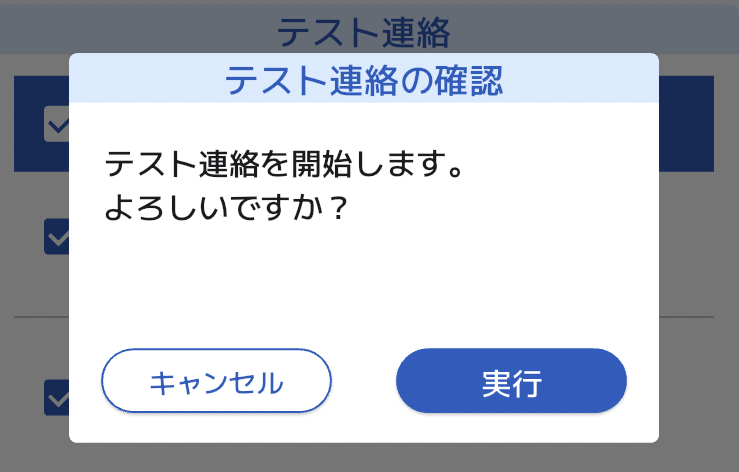 テスト連絡
テスト連絡の確認
テスト連絡を開始します。
よろしいですか？
キャンセル
実行